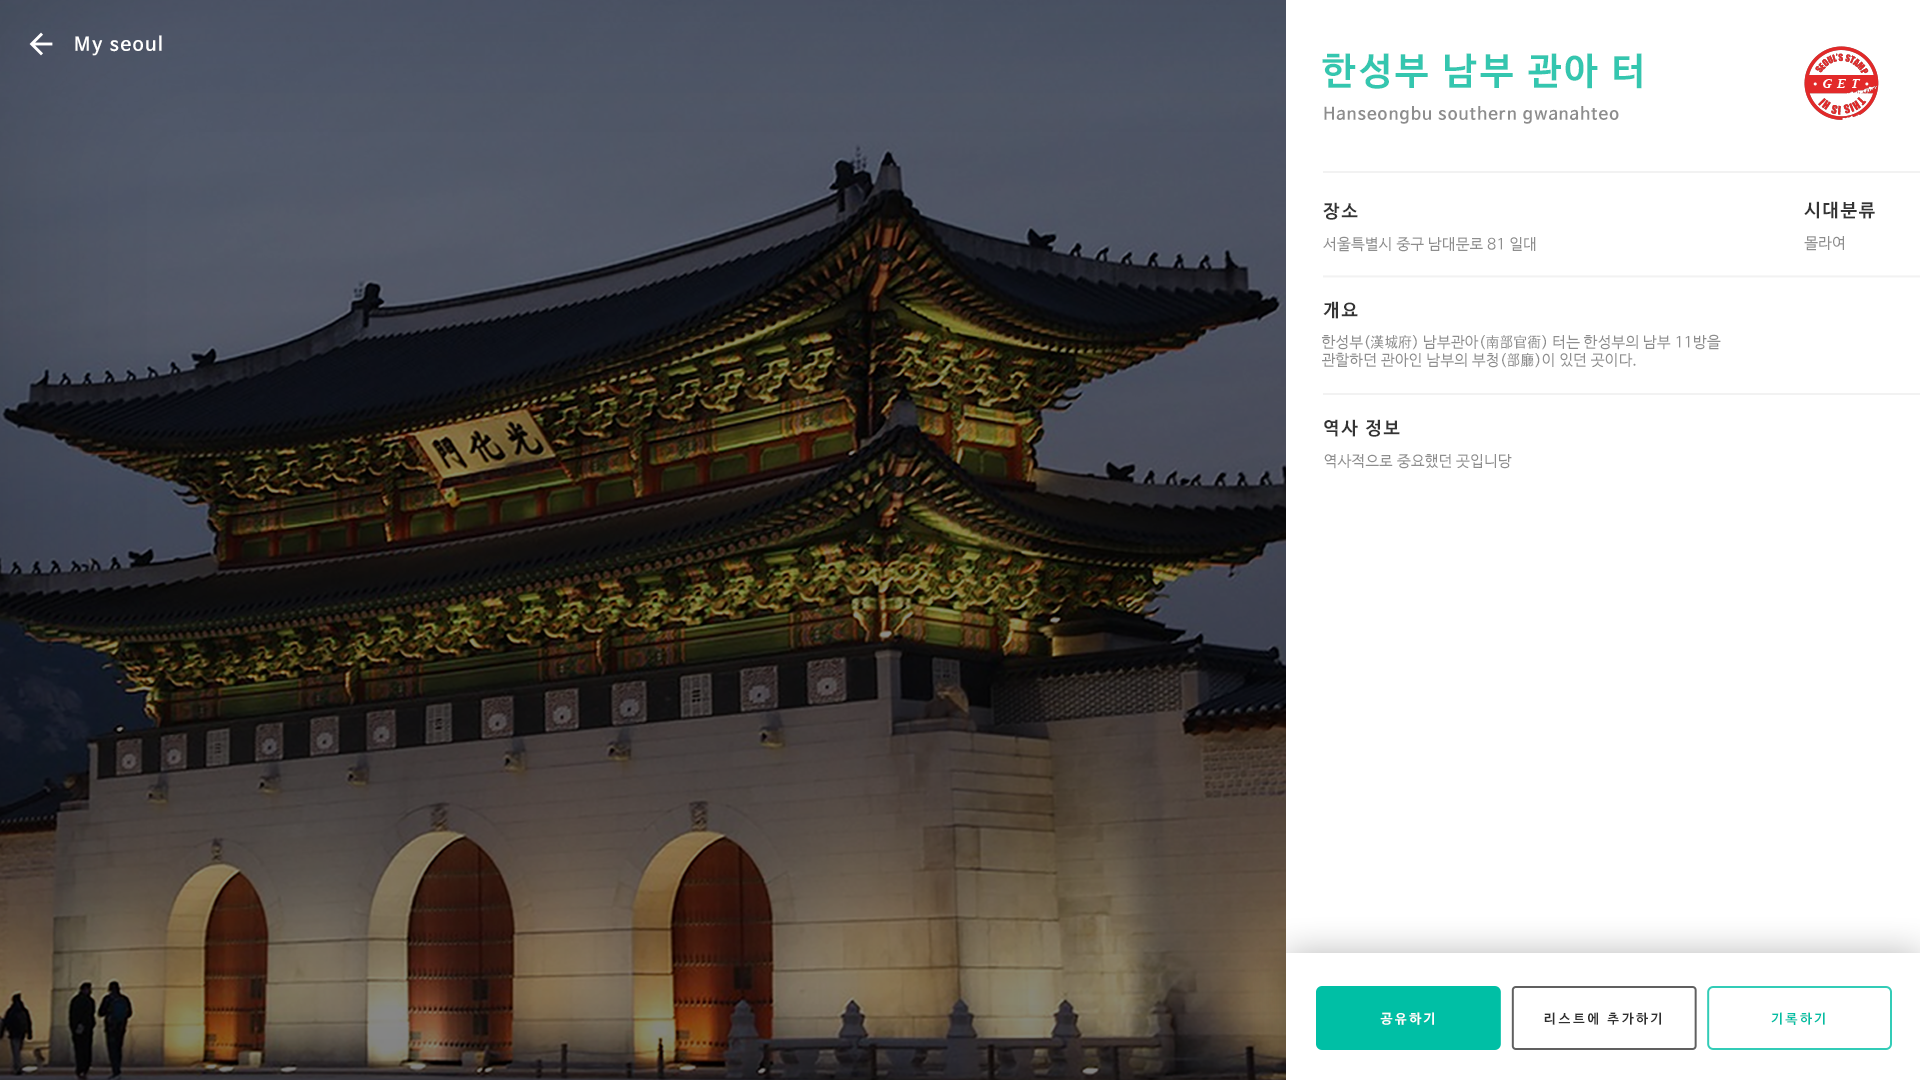 My seoul
門化光
한성부 남부 관아 터
Hanseongbu southern gwanahteo
SEOUL'S STAMP
· GET ·
THIS IS IN
장소
서울특별시 중구 남대문로 81 일대
시대분류
몰라여
개요
한성부(漢城府) 남부관아(南部官衙) 터는 한성부의 남부 11방을
관할하던 관아인 남부의 부청(部廳)이 있던 곳이다.
역사 정보
역사적으로 중요했던 곳입니당
공유하기
리스트에 추가하기
기록하기